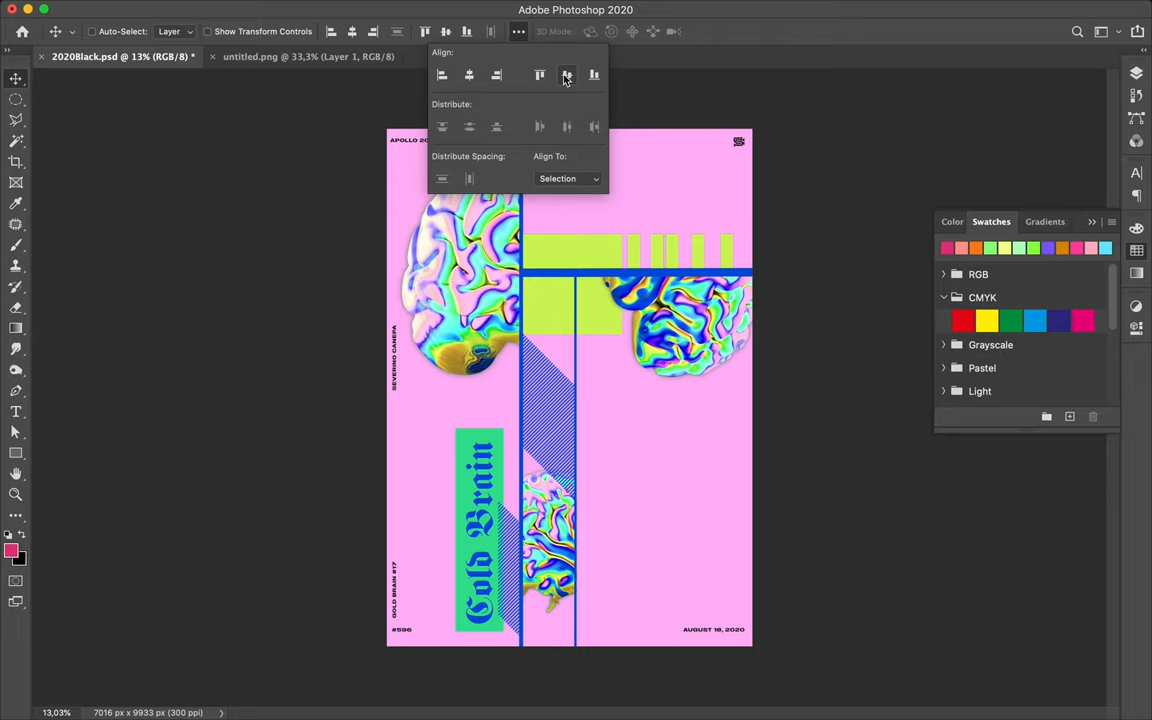 Adobe Photoshop 2020
Auto-Select: Layer Show Transform Controls 3D Mode:
2020Black.psd @ 13% (RGB/8) * untitled.png @ 33,3% (Layer 1, RGB/8)
Align:
Distribute:
Distribute Spacing: Align To:
Selection
APOLLO 20
SEVERINO CANEPA
Gold Brain
GOLD BRAIN #17
#596
AUGUST 18, 2020
Color Swatches Gradients
RGB
CMYK
Grayscale
Pastel
Light
13,03% 7016 px x 9933 px (300 ppi)